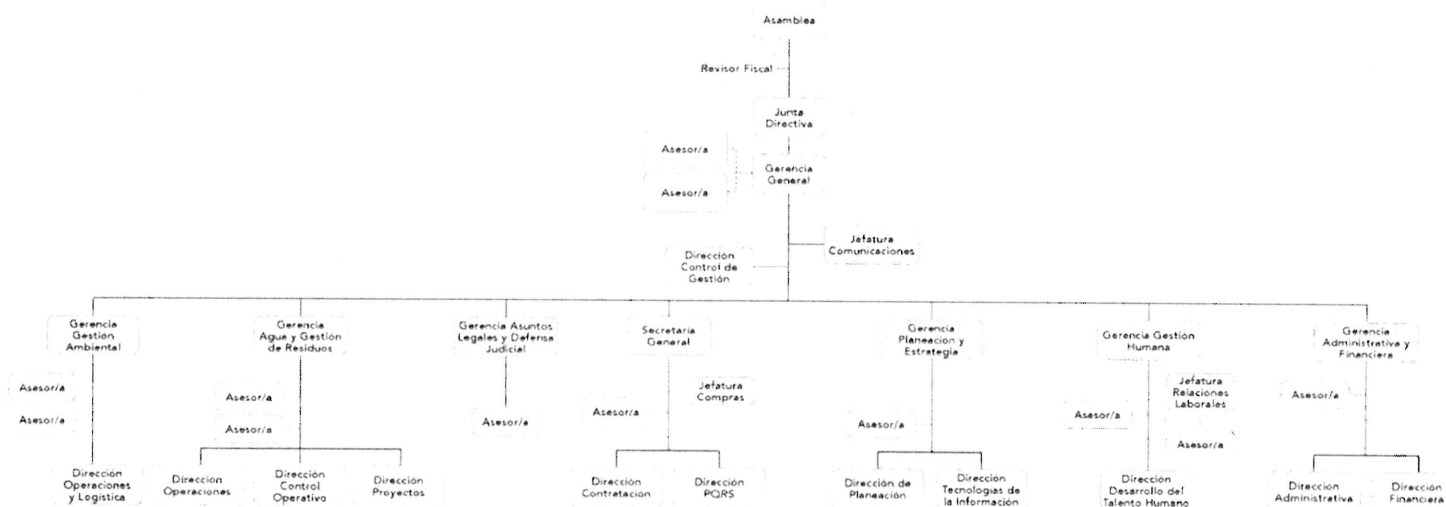 Asamblea
Revisor Fiscal
Junta
Directiva
Asesor/a
Asesor/a
Gerencia
General
Jefatura
Comunicaciones
Dirección
Control de
Gestión
Gerencia
Gestión
Ambiental
Gerencia
Agua y Gestión
de Residuos
Gerencia Asuntos
Legales y Defensa
Judicial
Secretaría
General
Gerencia
Planeación y
Estrategia
Gerencia Gestión
Humana
Gerencia
Administrativa y
Financiera
Asesor/a
Asesor/a
Asesor/a
Asesor/a
Asesor/a
Jefatura
Compras
Asesor/a
Asesor/a
Jefatura
Relaciones
Laborales
Asesor/a
Asesor/a
Asesor/a
Dirección
Operaciones
y Logística
Dirección
Operaciones
Dirección
Control
Operativo
Dirección
Proyectos
Dirección
Contratación
Dirección
PQRS
Dirección de
Planeación
Dirección
Tecnologías de
la Información
Dirección
Desarrollo del
Talento Humano
Dirección
Administrativa
Dirección
Financiera